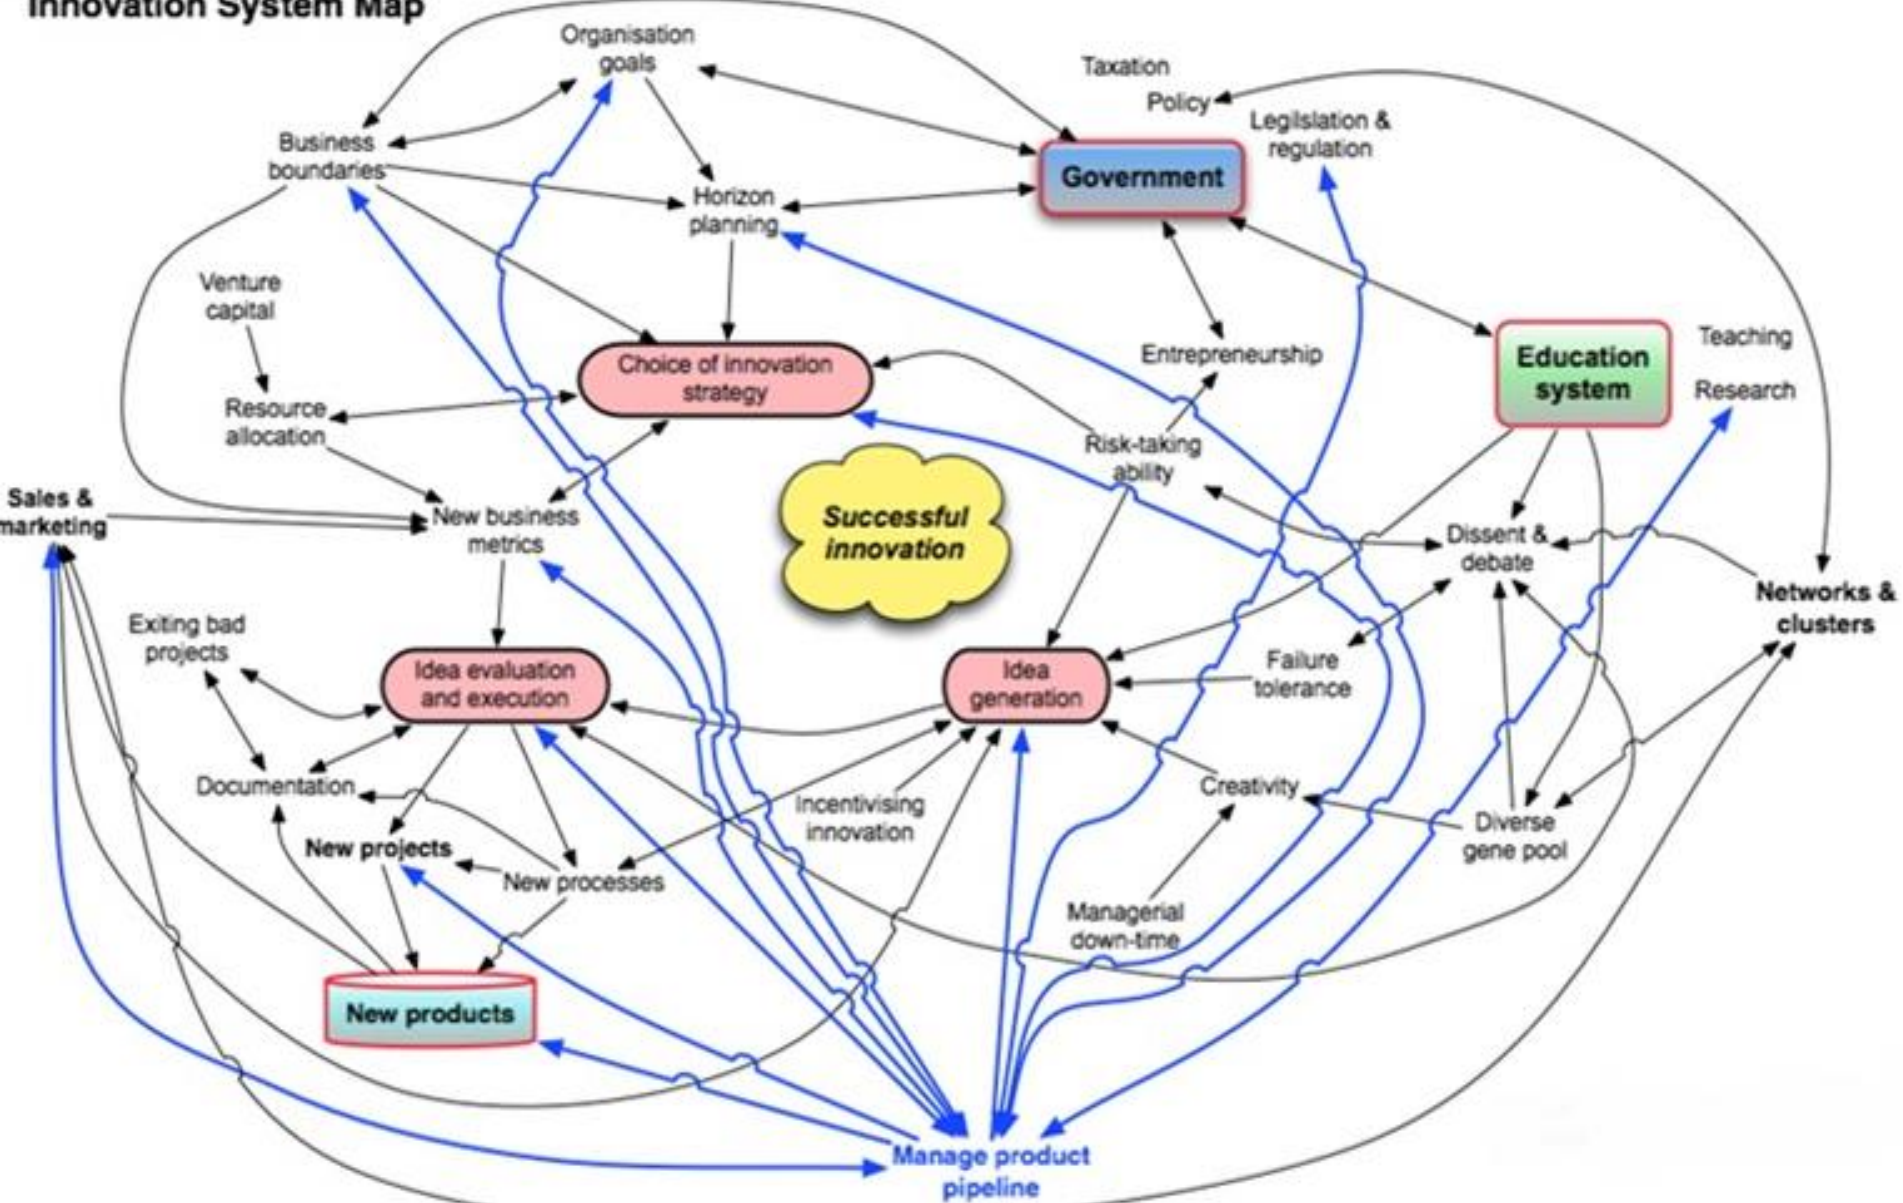 Innovation System Map
Organisation
goals
Taxation
Policy
Legilslation &
regulation
Business
boundaries
Government
Horizon
planning
Venture
capital
Entrepreneurship
Education
system
Teaching
Research
Choice of innovation
strategy
Resource
allocation
Risk-taking
ability
Sales &
marketing
New business
metrics
Successful
innovation
Dissent &
debate
Networks &
clusters
Exiting bad
projects
Idea evaluation
and execution
Idea
generation
Failure
tolerance
Documentation
Incentivising
innovation
Creativity
Diverse
gene pool
New projects
New processes
Managerial
down-time
New products
Manage product
pipeline